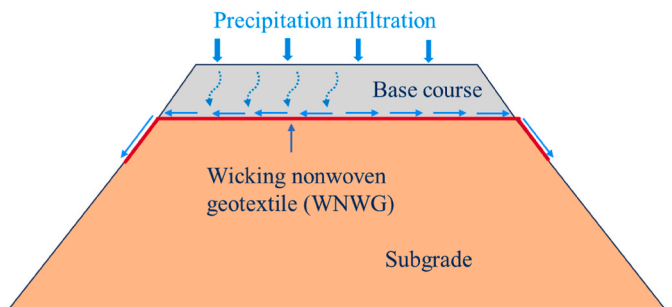 Precipitation infiltration
Base course
Wicking nonwoven
geotextile (WNWG)
Subgrade